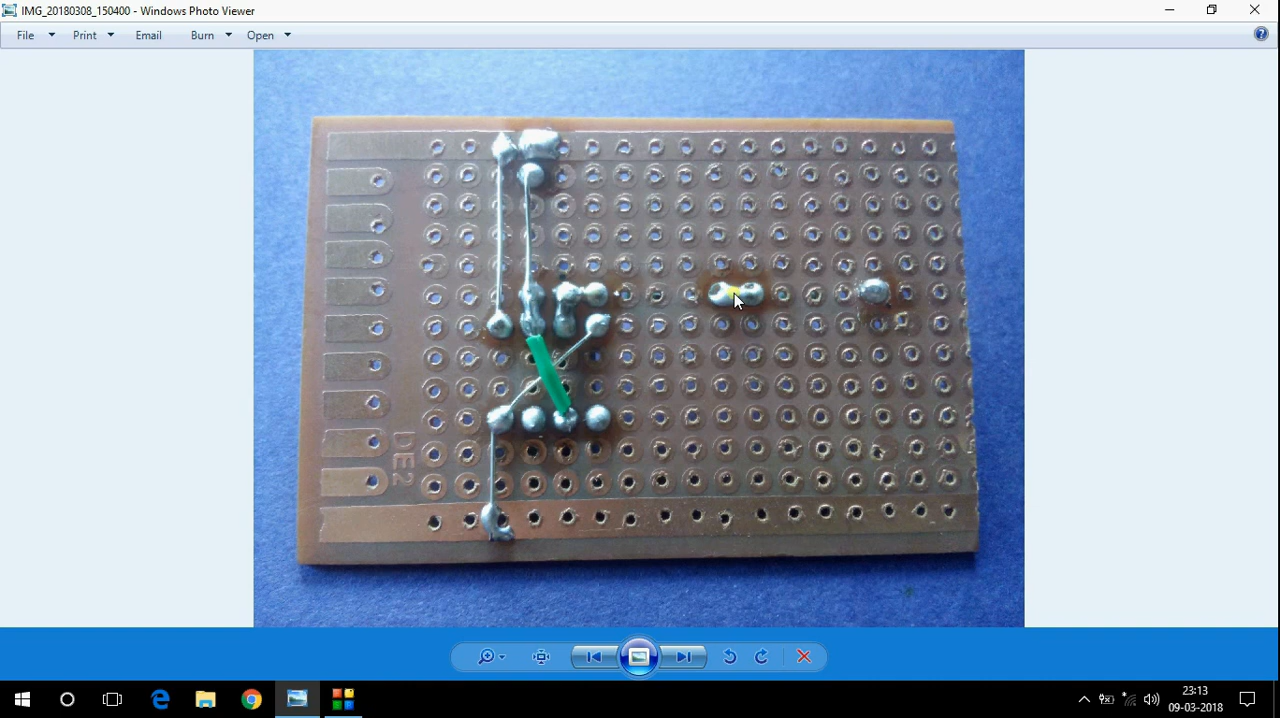 IMG_20180308_150400 - Windows Photo Viewer
File Print Email Burn Open
DE2
23:13
09-03-2018